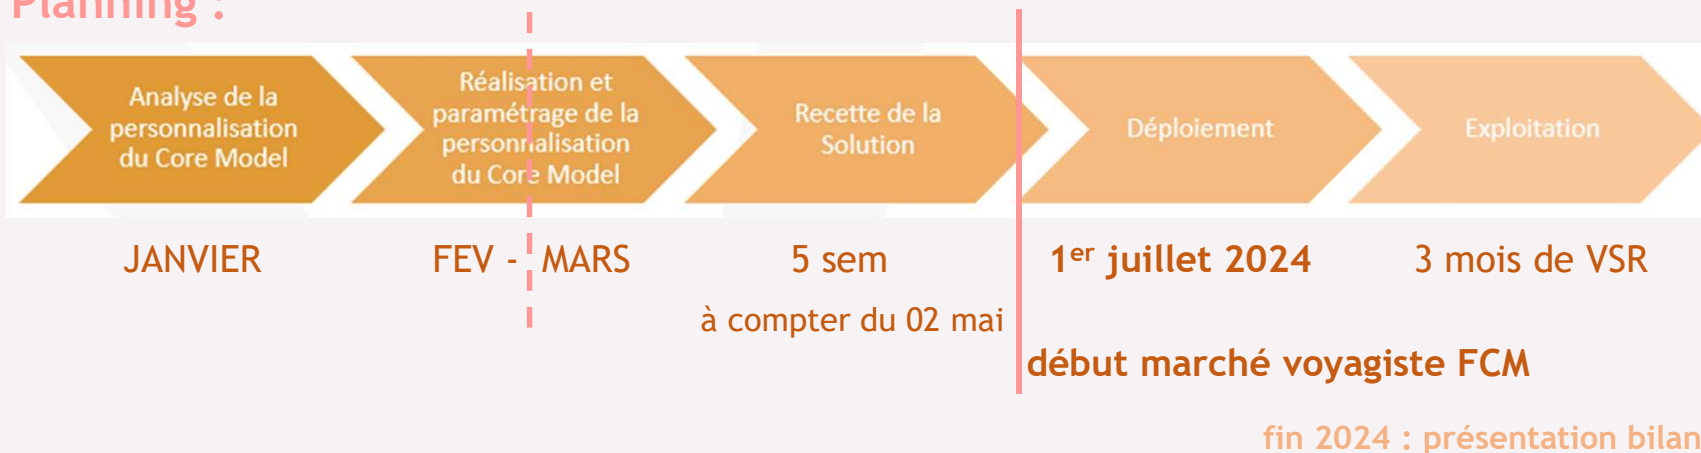 Planning :
Analyse de la
personnalisation
du Core Model
Réalisation et
paramétrage de la
personnalisation
du Core Model
Recette de la
Solution
Déploiement
Exploitation
JANVIER
FEV - MARS
5 sem
à compter du 02 mai
1er juillet 2024
3 mois de VSR
début marché voyagiste FCM
fin 2024 : présentation bilan